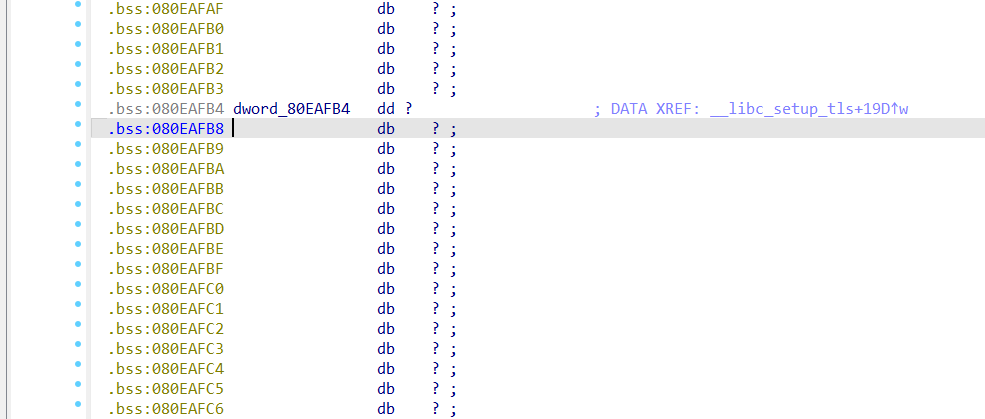 .bss:080EAFAF db ? ;
.bss:080EAFB0 db ? ;
.bss:080EAFB1 db ? ;
.bss:080EAFB2 db ? ;
.bss:080EAFB3 db ? ;
.bss:080EAFB4 dword_80EAFB4 dd ? ; DATA XREF: __libc_setup_tls+19D↑w
.bss:080EAFB8 db ? ;
.bss:080EAFB9 db ? ;
.bss:080EAFBA db ? ;
.bss:080EAFBB db ? ;
.bss:080EAFBC db ? ;
.bss:080EAFBD db ? ;
.bss:080EAFBE db ? ;
.bss:080EAFBF db ? ;
.bss:080EAFC0 db ? ;
.bss:080EAFC1 db ? ;
.bss:080EAFC2 db ? ;
.bss:080EAFC3 db ? ;
.bss:080EAFC4 db ? ;
.bss:080EAFC5 db ? ;
.bss:080EAFC6 db ? ;